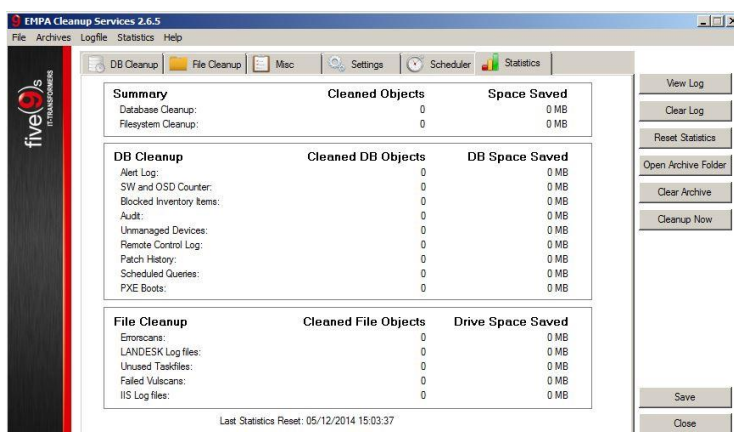 EMPA Cleanup Services 2.6.5
File Archives Logfile Statistics Help
five(9)s
IT-TRANSFORMERS
DB Cleanup File Cleanup Misc Settings Scheduler Statistics
Summary Cleaned Objects Space Saved
Database Cleanup: 0 0 MB
Filesystem Cleanup: 0 0 MB
DB Cleanup Cleaned DB Objects DB Space Saved
Alert Log: 0 0 MB
SW and OSD Counter: 0 0 MB
Blocked Inventory Items: 0 0 MB
Audit: 0 0 MB
Unmanaged Devices: 0 0 MB
Remote Control Log: 0 0 MB
Patch History: 0 0 MB
Scheduled Queries: 0 0 MB
PXE Boots: 0 0 MB
File Cleanup Cleaned File Objects Drive Space Saved
Errorscans: 0 0 MB
LANDESK Log files: 0 0 MB
Unused Taskfiles: 0 0 MB
Failed Vulscans: 0 0 MB
IIS Log files: 0 0 MB
Last Statistics Reset: 05/12/2014 15:03:37
View Log
Clear Log
Reset Statistics
Open Archive Folder
Clear Archive
Cleanup Now
Save
Close